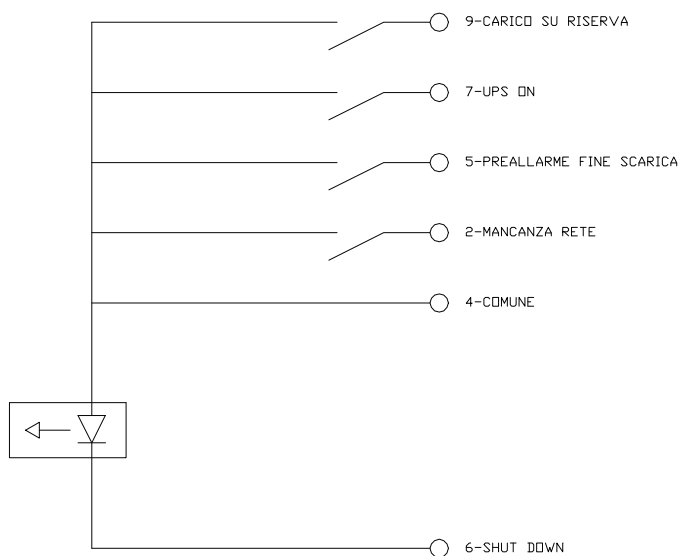 9-CARICO SU RISERVA
7-UPS ON
5-PREALLARME FINE SCARICA
2-MANCANZA RETE
4-COMUNE
6-SHUT DOWN